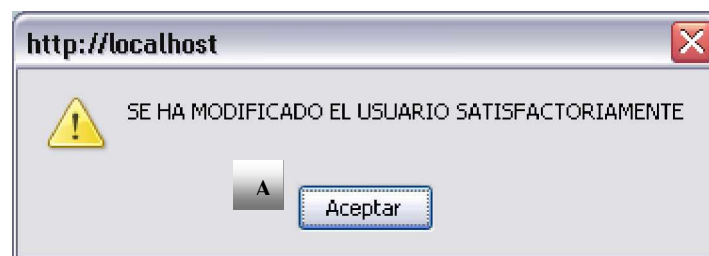 http://localhost
SE HA MODIFICADO EL USUARIO SATISFACTORIAMENTE
A
Aceptar